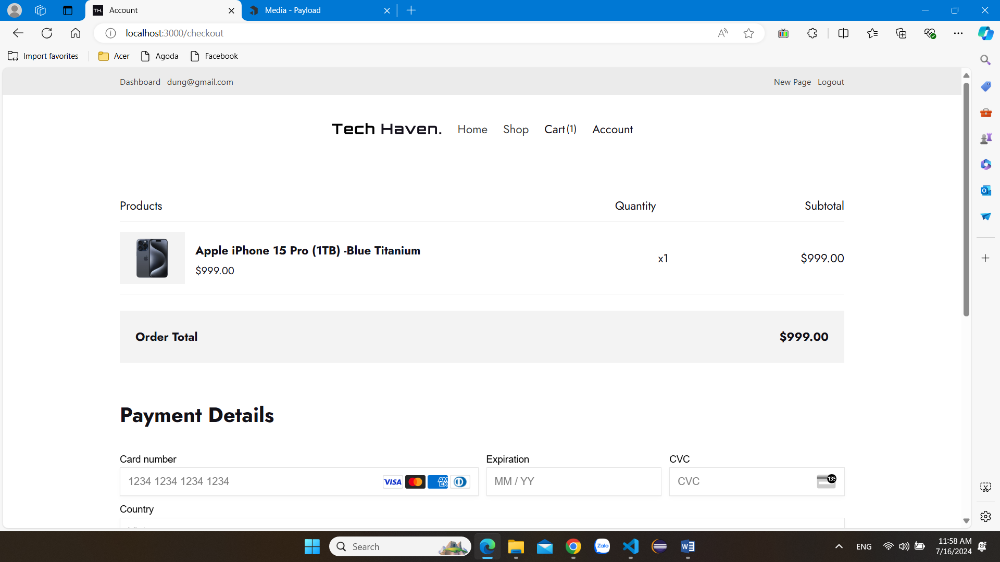 Account
Media - Payload
localhost:3000/checkout
Import favorites
Acer
Agoda
Facebook
Dashboard dung@gmail.com
New Page Logout
Tech Haven.
Home
Shop
Cart(1)
Account
Products
Quantity
Subtotal
Apple iPhone 15 Pro (1TB) -Blue Titanium
$999.00
x1
$999.00
Order Total
$999.00
Payment Details
Card number
Expiration
CVC
1234 1234 1234 1234
VISA
AM
EX
MM / YY
CVC
135
Country
Search
Zalo
ENG
11:58 AM
7/16/2024